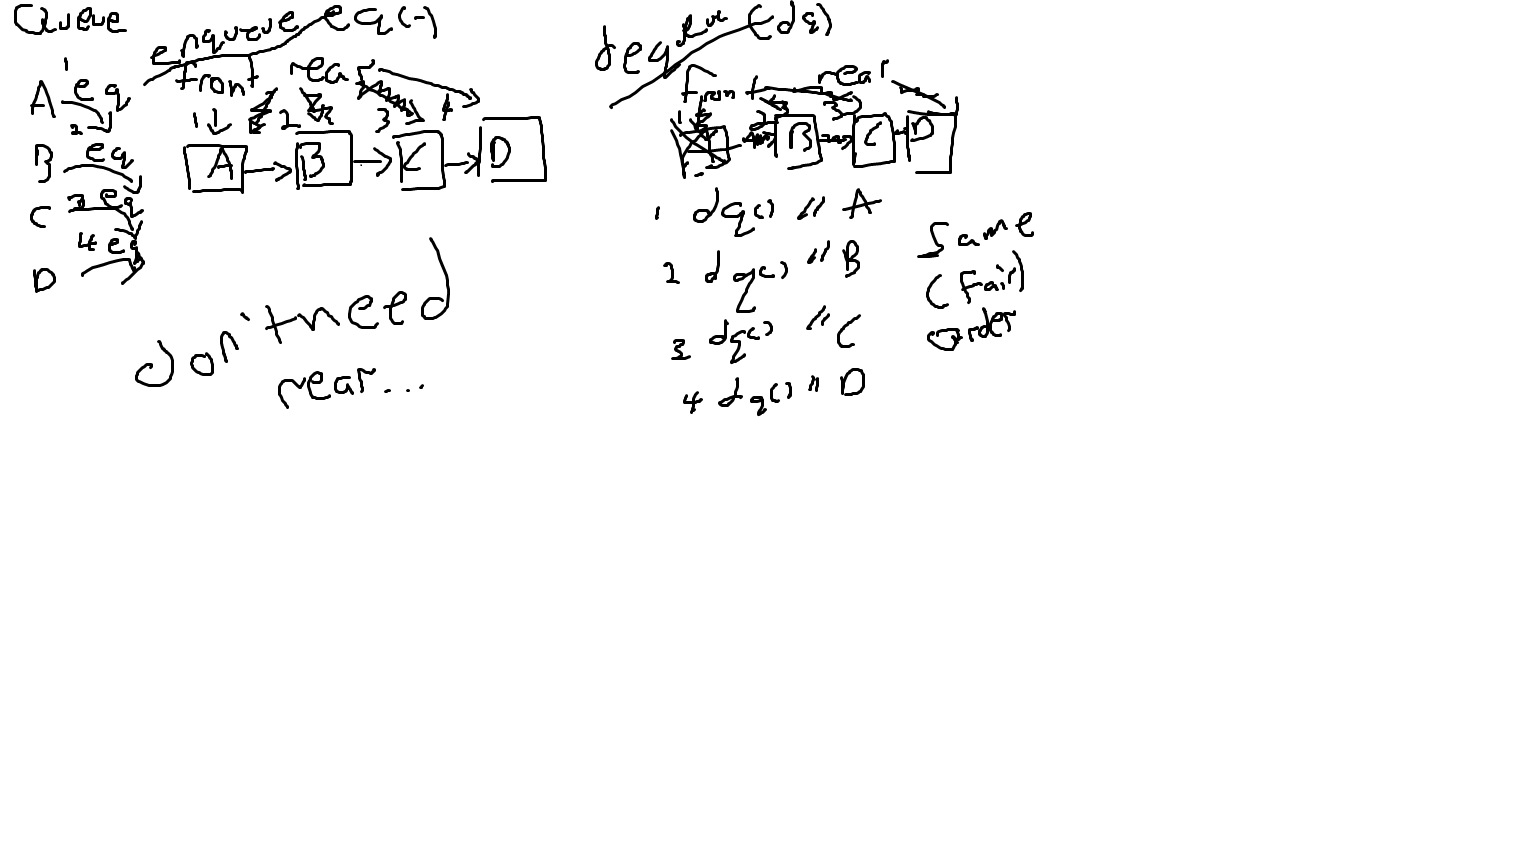 Queue
enqueue eq(-)
front rear
A 1 eq
2
B eq
C 3 eq
4 eq
D
1 2 3 4
A B C D
don't need
rear...
dequeue (dq)
front rear
1 2 3
B C D
1 dq() // A
2 dq() // B
3 dq() // C
4 dq() // D
Same
(fair)
order